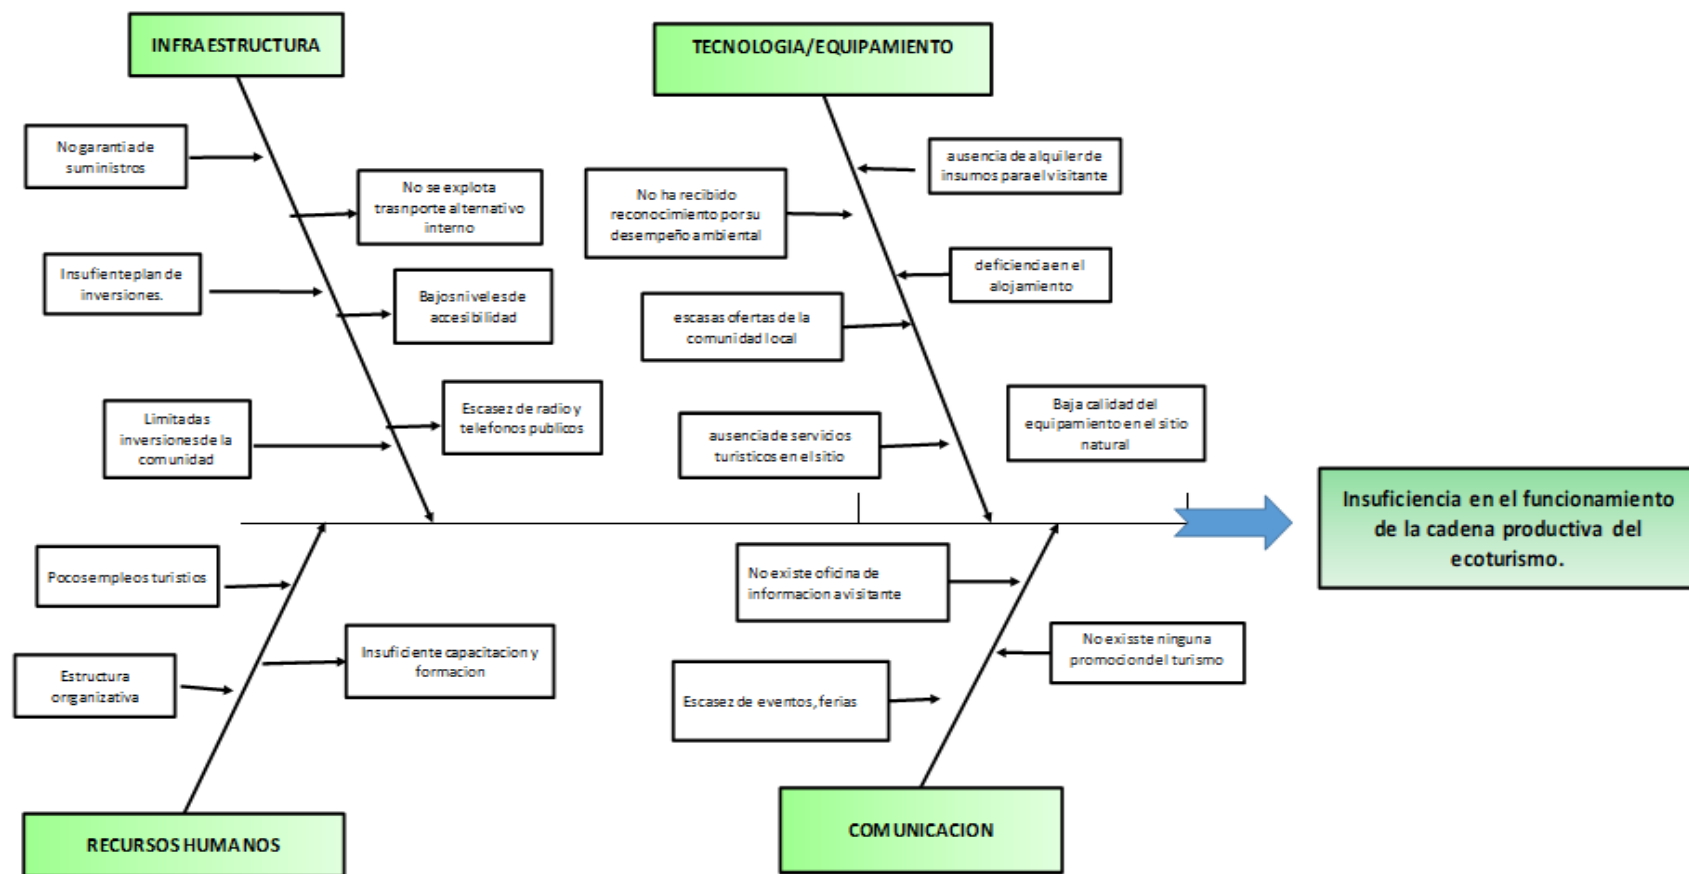 INFRAESTRUCTURA
TECNOLOGIA/EQUIPAMIENTO
No garantia de
suministros
No se explota
trasnporte alternativo
interno
Insufiente plan de
inversiones.
Bajos niveles de
accesibilidad
Limitadas
inversiones de la
comunidad
Escasez de radio y
telefonos publicos
ausencia de alquiler de
insumos para el visitante
No ha recibido
reconocimiento por su
desempeño ambiental
deficiencia en el
alojamiento
escasas ofertas de la
comunidad local
Baja calidad del
equipamiento en el sitio
natural
ausencia de servicios
turisticos en el sitio
Insuficiencia en el funcionamiento
de la cadena productiva del
ecoturismo.
Pocos empleos turistios
Insuficiente capacitacion y
formacion
Estructura
orrganizativa
No existe oficina de
informacion a visitante
No exisste ninguna
promocion del turismo
Escasez de eventos, ferias
RECURSOS HUMANOS
COMUNICACION